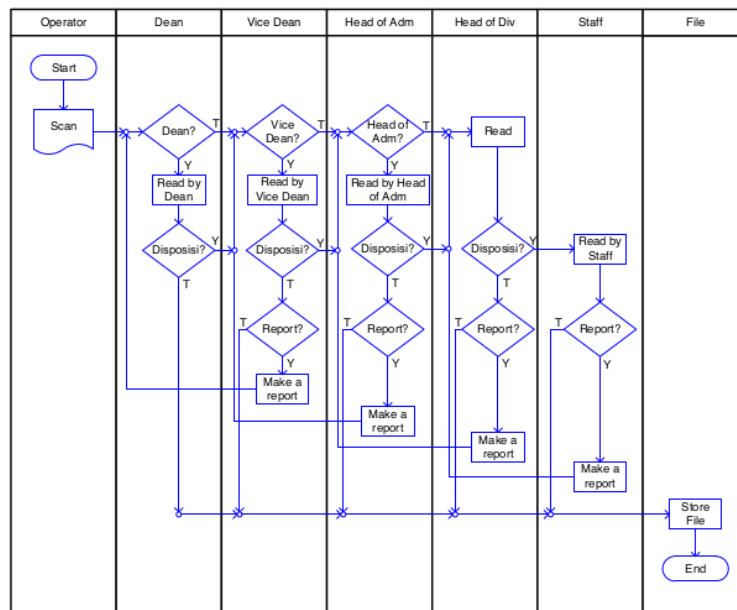 Operator
Dean
Vice Dean
Head of Adm
Head of Div
Staff
File
Start
Scan
Dean?
T
Vice
Dean?
T
Head of
Adm?
T
Read
Y
Y
Y
Read by
Dean
Read by
Vice Dean
Read by Head
of Adm
Disposisi?
Y
Disposisi?
Y
Disposisi?
Y
Disposisi?
Y
Read by
Staff
T
T
T
T
T
Report?
T
Report?
T
Report?
T
Report?
Y
Y
Y
Y
Make a
report
Make a
report
Make a
report
Make a
report
Store
File
End